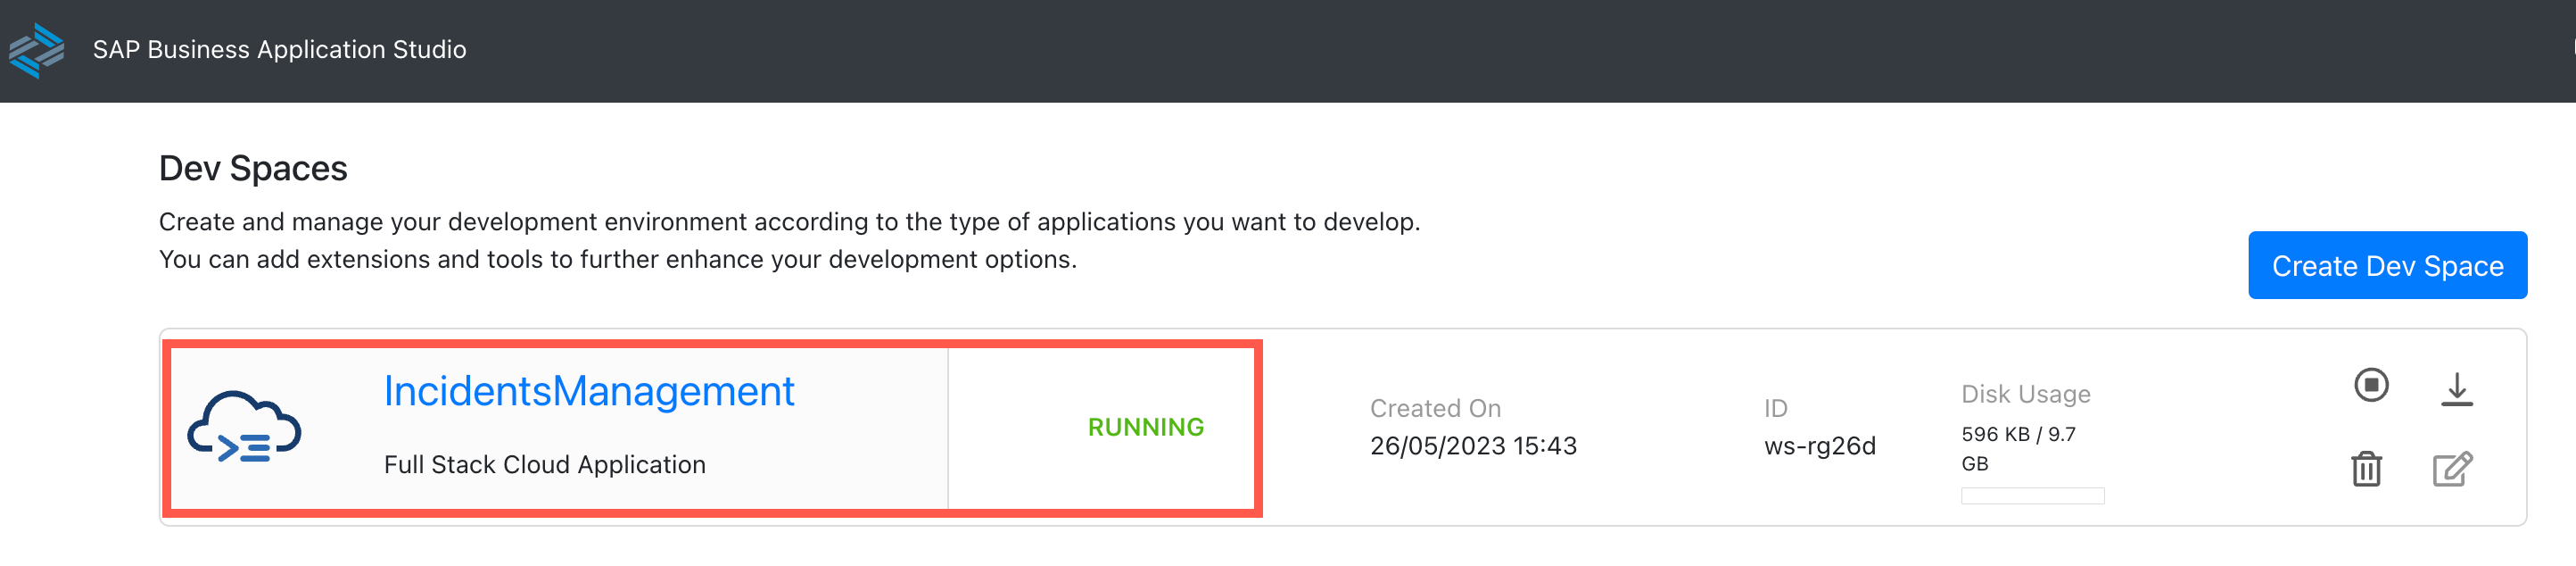 SAP Business Application Studio
Dev Spaces
Create and manage your development environment according to the type of applications you want to develop.
You can add extensions and tools to further enhance your development options.
Create Dev Space
IncidentsManagement
Full Stack Cloud Application
RUNNING
Created On
26/05/2023 15:43
ID
ws-rg26d
Disk Usage
596 KB / 9.7
GB